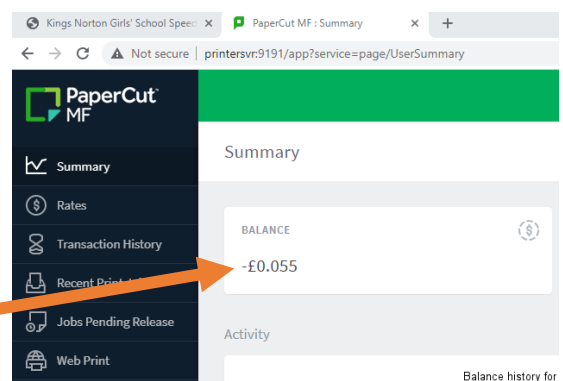 Kings Norton Girls' School Speed
PaperCut MF : Summary
Not secure | printersvr:9191/app?service=page/UserSummary
PaperCut
MF
Summary
Summary
Rates
BALANCE
Transaction History
-£0.055
Recent Print
Jobs Pending Release
Activity
Web Print
Balance history for